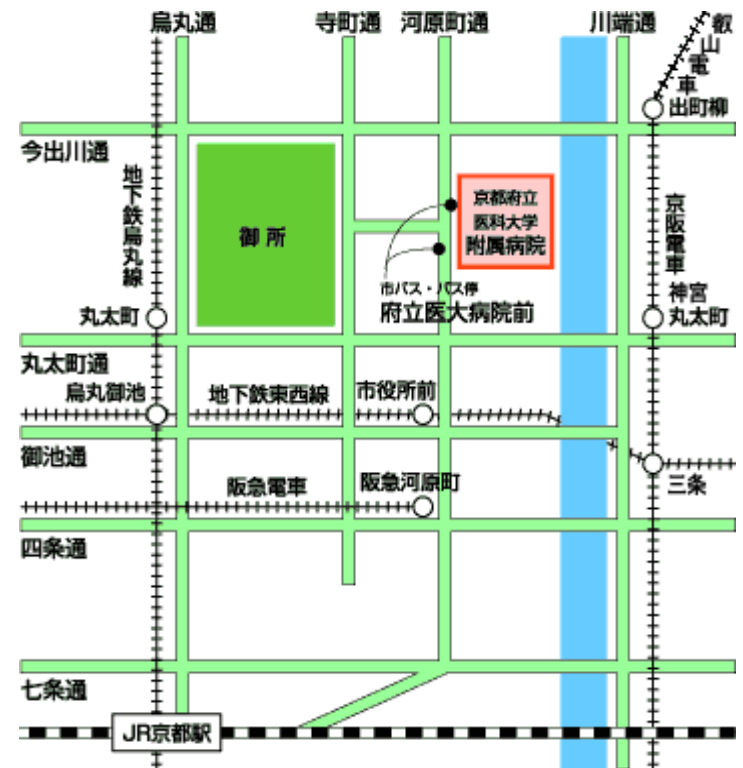 烏丸通
寺町通
河原町通
川端通
叡山電車
出町柳
今出川通
地下鉄烏丸線
御所
京都府立
医科大学
附属病院
京阪電車
市バス・バス停
府立医大病院前
丸太町
神宮
丸太町
丸太町通
烏丸御池
地下鉄東西線
市役所前
御池通
三条
阪急電車
阪急河原町
四条通
七条通
JR京都駅